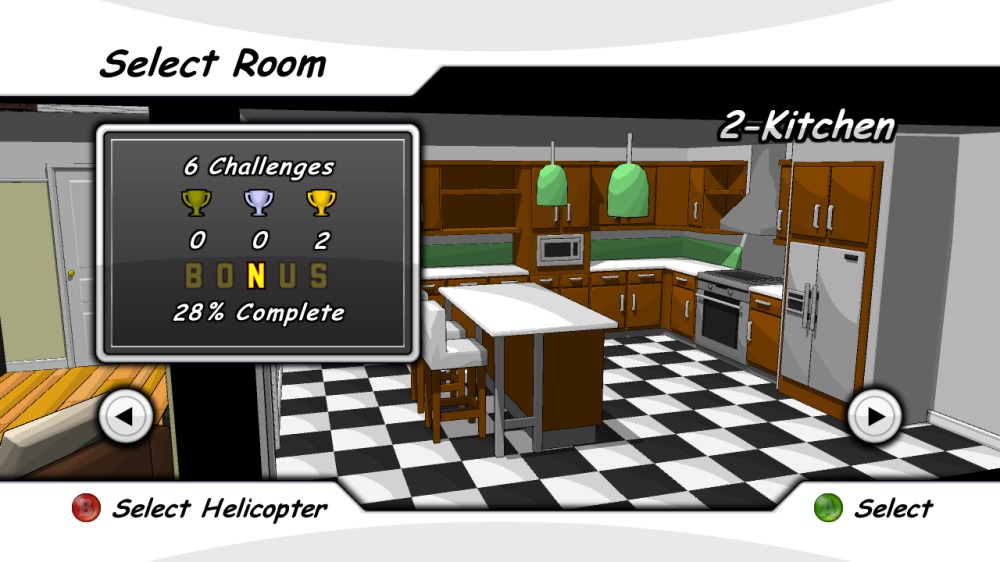 Select Room
2-Kitchen
6 Challenges
0 0 2
BONUS
28% Complete
B Select Helicopter
A Select